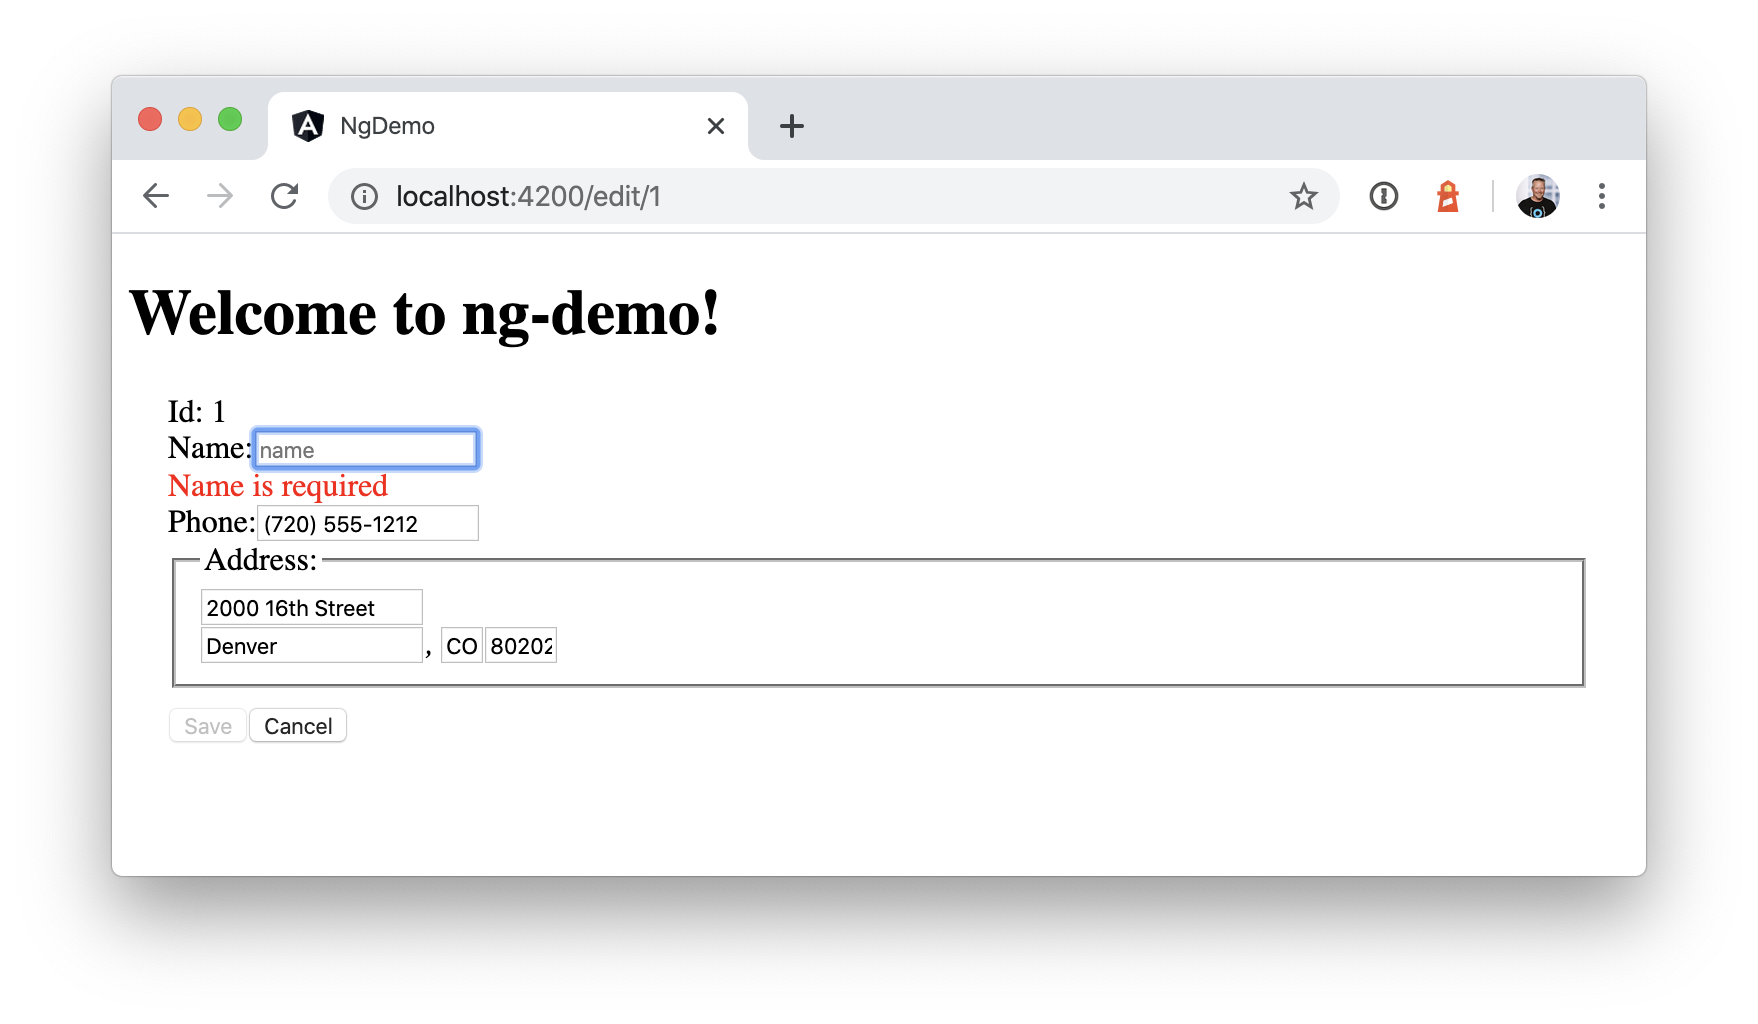 NgDemo
localhost:4200/edit/1
Welcome to ng-demo!
Id: 1
Name: name
Name is required
Phone: (720) 555-1212
Address:
2000 16th Street
Denver , CO 80202
Save Cancel